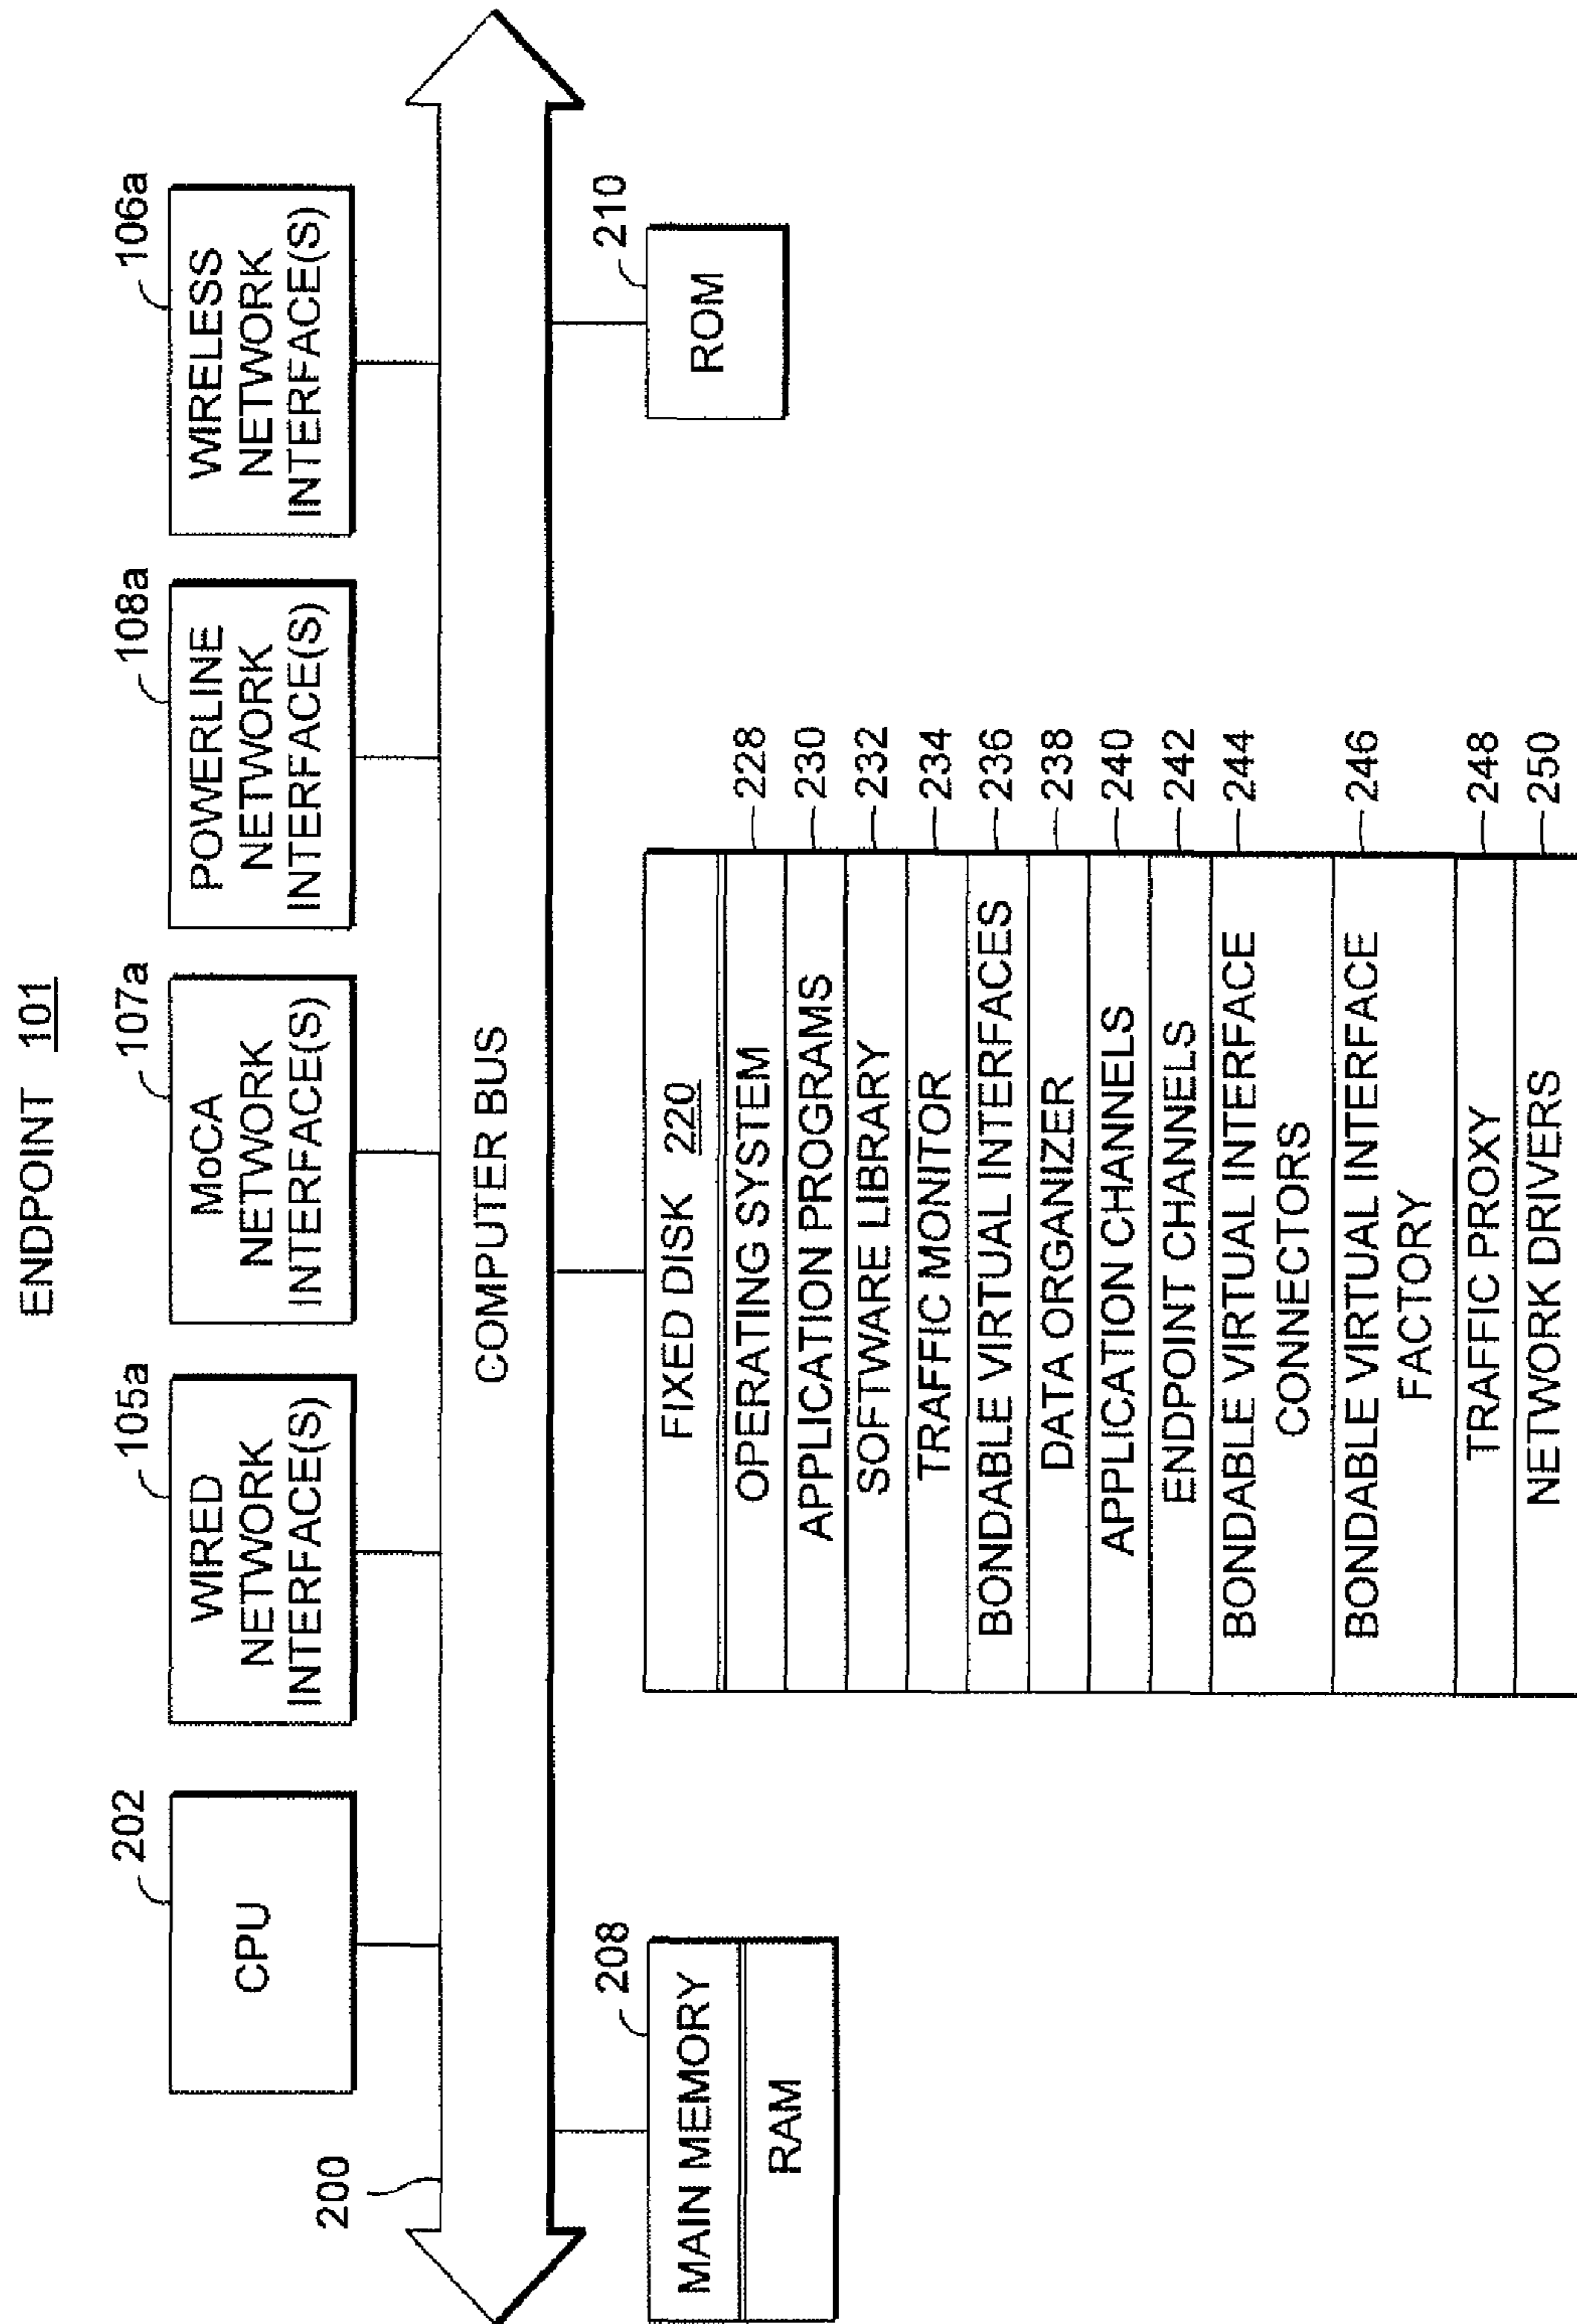 ENDPOINT 101
202
CPU
105a
WIRED
NETWORK
INTERFACE(S)
107a
MoCA
NETWORK
INTERFACE(S)
108a
POWERLINE
NETWORK
INTERFACE(S)
106a
WIRELESS
NETWORK
INTERFACE(S)
200
COMPUTER BUS
208
MAIN MEMORY
RAM
FIXED DISK 220
OPERATING SYSTEM 228
APPLICATION PROGRAMS 230
SOFTWARE LIBRARY 232
TRAFFIC MONITOR 234
BONDABLE VIRTUAL INTERFACES 236
DATA ORGANIZER 238
APPLICATION CHANNELS 240
ENDPOINT CHANNELS 242
BONDABLE VIRTUAL INTERFACE 244
CONNECTORS
BONDABLE VIRTUAL INTERFACE 246
FACTORY
TRAFFIC PROXY 248
NETWORK DRIVERS 250
210
ROM